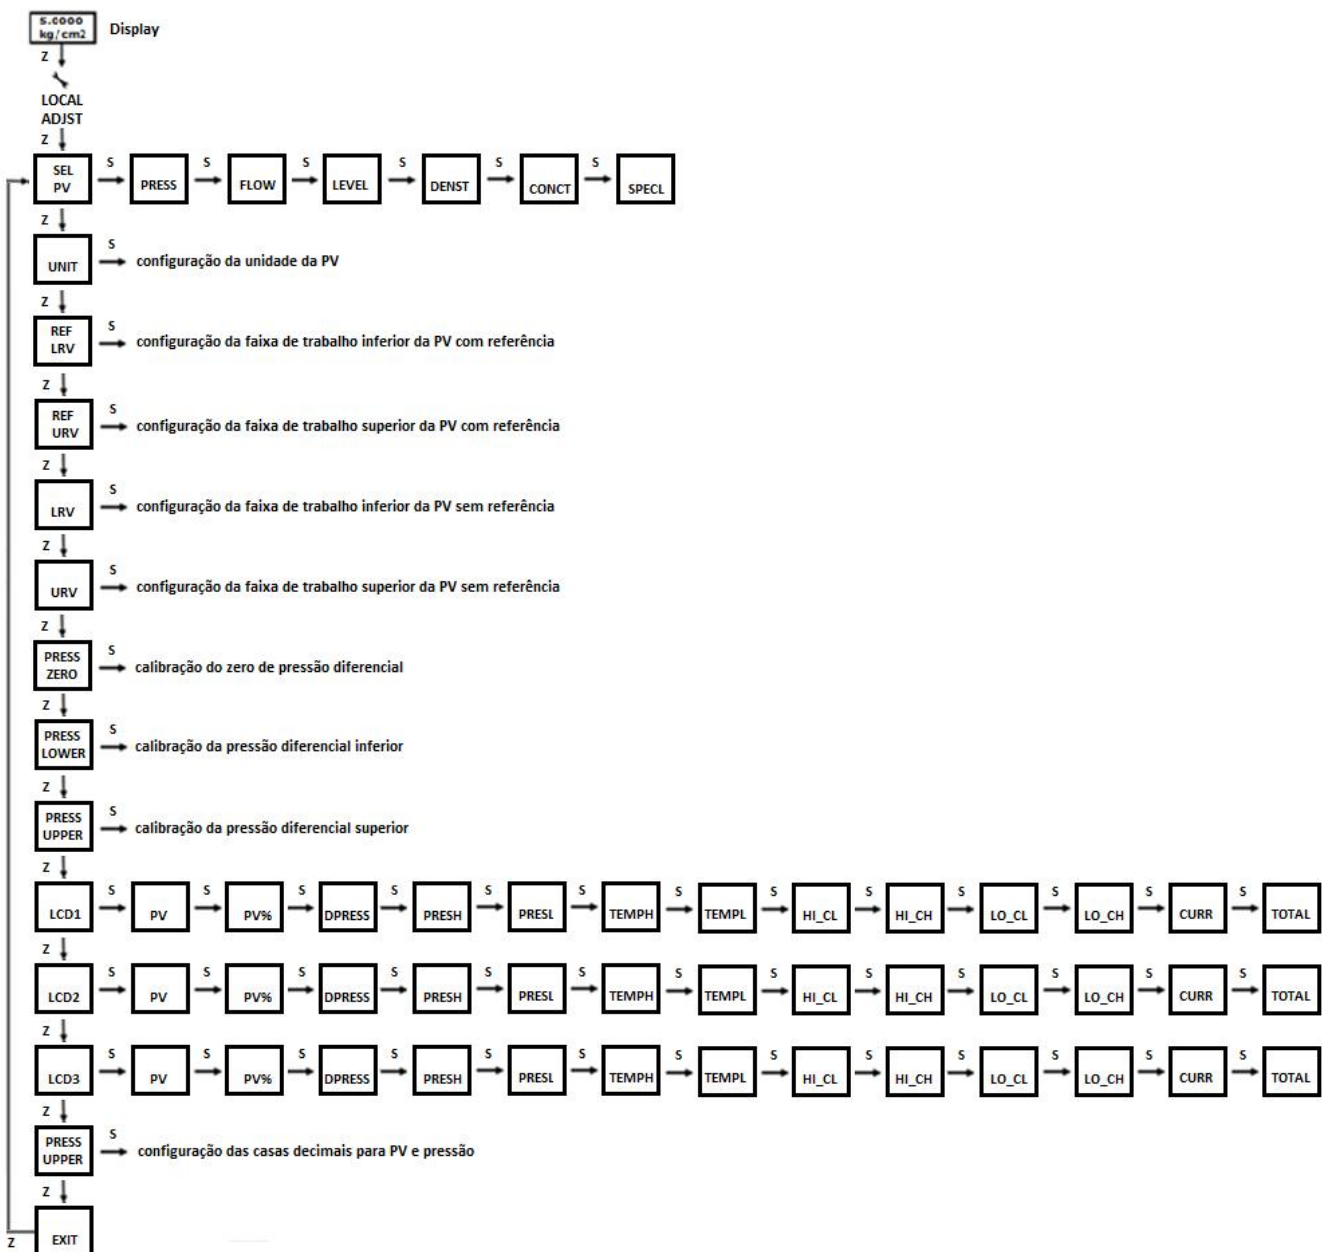 5.0000
kg/cm2
Display
Z
LOCAL
ADJST
Z
SEL
PV
S
PRESS
S
FLOW
S
LEVEL
S
DENST
S
CONCT
S
SPECL
Z
UNIT
S
configuração da unidade da PV
Z
REF
LRV
S
configuração da faixa de trabalho inferior da PV com referência
Z
REF
URV
S
configuração da faixa de trabalho superior da PV com referência
Z
LRV
S
configuração da faixa de trabalho inferior da PV sem referência
Z
URV
S
configuração da faixa de trabalho superior da PV sem referência
Z
PRESS
ZERO
S
calibração do zero de pressão diferencial
Z
PRESS
LOWER
S
calibração da pressão diferencial inferior
Z
PRESS
UPPER
S
calibração da pressão diferencial superior
Z
LCD1
S
PV
S
PV%
S
DPRESS
S
PRESH
S
PRESL
S
TEMPH
S
TEMPL
S
HI_CL
S
HI_CH
S
LO_CL
S
LO_CH
S
CURR
S
TOTAL
Z
LCD2
S
PV
S
PV%
S
DPRESS
S
PRESH
S
PRESL
S
TEMPH
S
TEMPL
S
HI_CL
S
HI_CH
S
LO_CL
S
LO_CH
S
CURR
S
TOTAL
Z
LCD3
S
PV
S
PV%
S
DPRESS
S
PRESH
S
PRESL
S
TEMPH
S
TEMPL
S
HI_CL
S
HI_CH
S
LO_CL
S
LO_CH
S
CURR
S
TOTAL
Z
PRESS
UPPER
S
configuração das casas decimais para PV e pressão
Z
EXIT
Z